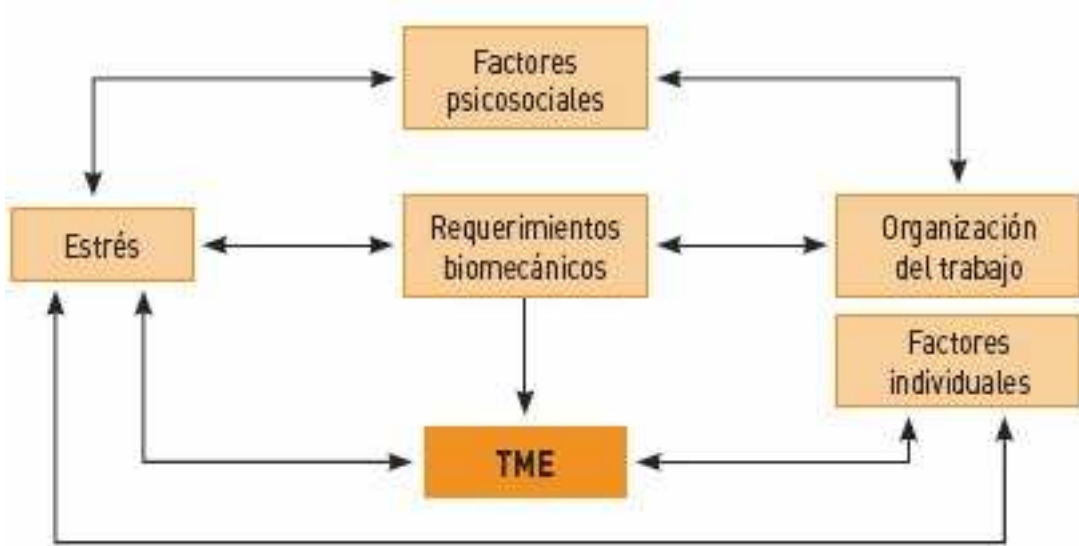 Factores
psicosociales
Estrés
Requerimientos
biomecánicos
Organización
del trabajo
Factores
individuales
TME